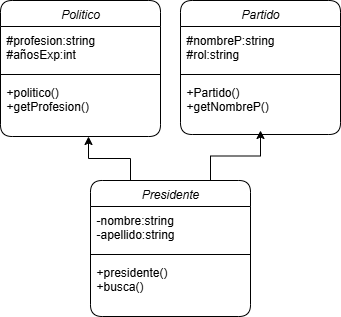 Politico
#profesion:string
#añosExp:int
+politico()
+getProfesion()
Partido
#nombreP:string
#rol:string
+Partido()
+getNombreP()
Presidente
-nombre:string
-apellido:string
+presidente()
+busca()